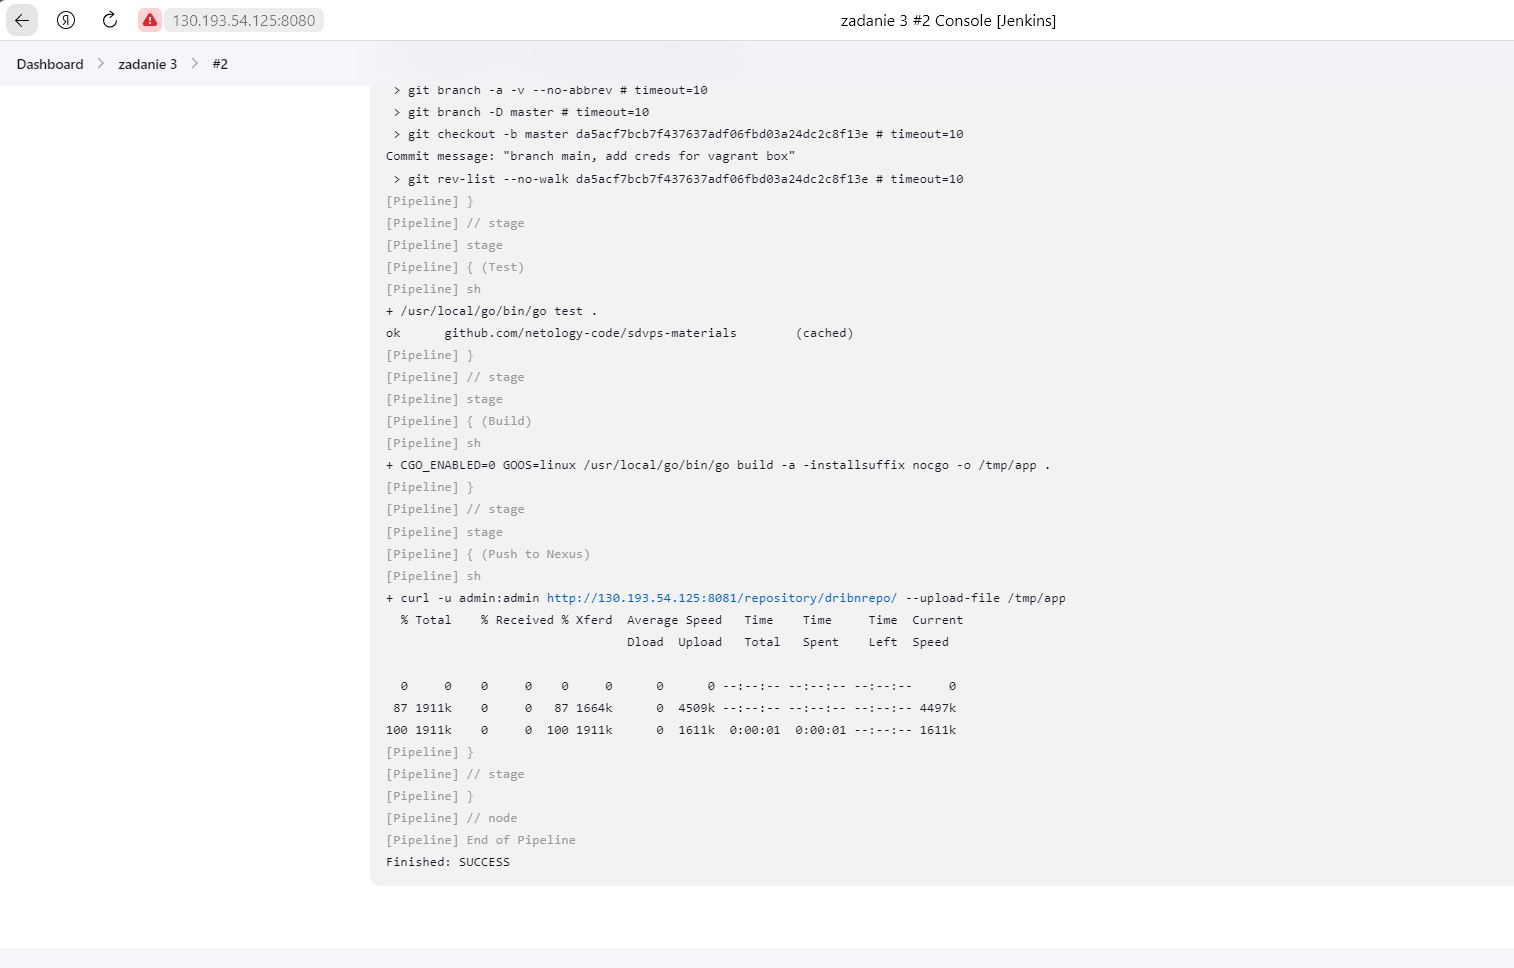 130.193.54.125:8080
zadanie 3 #2 Console [Jenkins]
Dashboard > zadanie 3 > #2
> git branch -a -v --no-abbrev # timeout=10
> git branch -D master # timeout=10
> git checkout -b master da5acf7bcb7f437637adf06fbd03a24dc2c8f13e # timeout=10
Commit message: "branch main, add creds for vagrant box"
> git rev-list --no-walk da5acf7bcb7f437637adf06fbd03a24dc2c8f13e # timeout=10
[Pipeline] }
[Pipeline] // stage
[Pipeline] stage
[Pipeline] { (Test)
[Pipeline] sh
+ /usr/local/go/bin/go test .
ok github.com/netology-code/sdvps-materials (cached)
[Pipeline] }
[Pipeline] // stage
[Pipeline] stage
[Pipeline] { (Build)
[Pipeline] sh
+ CGO_ENABLED=0 GOOS=linux /usr/local/go/bin/go build -a -installsuffix nocgo -o /tmp/app .
[Pipeline] }
[Pipeline] // stage
[Pipeline] stage
[Pipeline] { (Push to Nexus)
[Pipeline] sh
+ curl -u admin:admin http://130.193.54.125:8081/repository/dribnrepo/ --upload-file /tmp/app
% Total % Received % Xferd Average Speed Time Time Time Current
Dload Upload Total Spent Left Speed
0 0 0 0 0 0 0 0 --:--:-- --:--:-- --:--:-- 0
87 1911k 0 0 87 1664k 0 4509k --:--:-- --:--:-- --:--:-- 4497k
100 1911k 0 0 100 1911k 0 1611k 0:00:01 0:00:01 --:--:-- 1611k
[Pipeline] }
[Pipeline] // stage
[Pipeline] }
[Pipeline] // node
[Pipeline] End of Pipeline
Finished: SUCCESS